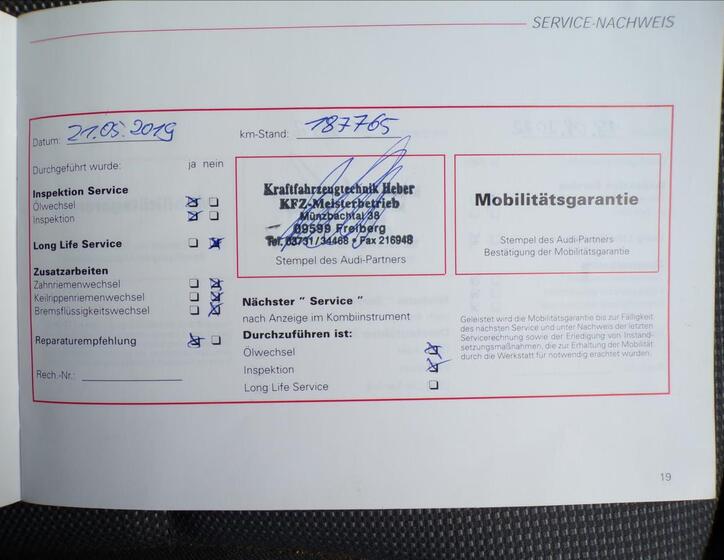 SERVICE-NACHWEIS
Datum: 21.05.2019 km-Stand: 187765
Durchgeführt wurde: ja nein
Inspektion Service
Ölwechsel
Inspektion
Long Life Service
Zusatzarbeiten
Zahnriemenwechsel
Keilrippenriemenwechsel
Bremsflüssigkeitswechsel
Reparaturempfehlung
Rech.-Nr.:
Kraftfahrzeugtechnik Heber
KFZ-Meisterbetrieb
Münzbachtal 38
09599 Freiberg
Tel. 03731/34468 • Fax 216948
Stempel des Audi-Partners
Nächster " Service "
nach Anzeige im Kombiinstrument
Durchzuführen ist:
Ölwechsel
Inspektion
Long Life Service
Mobilitätsgarantie
Stempel des Audi-Partners
Bestätigung der Mobilitätsgarantie
Geleistet wird die Mobilitätsgarantie bis zur Fälligkeit
des nächsten Service und unter Nachweis der letzten
Servicerechnung sowie der Erledigung von Instand-
setzungsmaßnahmen, die zur Erhaltung der Mobilität
durch die Werkstatt für notwendig erachtet wurden.
19